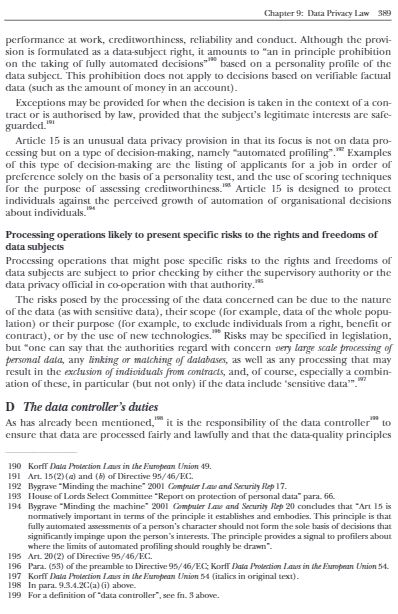 Chapter 9: Data Privacy Law 389
performance at work, creditworthiness, reliability and conduct. Although the provi-
sion is formulated as a data-subject right, it amounts to “an in principle prohibition
on the taking of fully automated decisions”190 based on a personality profile of the
data subject. This prohibition does not apply to decisions based on verifiable factual
data (such as the amount of money in an account).
Exceptions may be provided for when the decision is taken in the context of a con-
tract or is authorised by law, provided that the subject’s legitimate interests are safe-
guarded.191
Article 15 is an unusual data privacy provision in that its focus is not on data pro-
cessing but on a type of decision-making, namely “automated profiling”.192 Examples
of this type of decision-making are the listing of applicants for a job in order of
preference solely on the basis of a personality test, and the use of scoring techniques
for the purpose of assessing creditworthiness.193 Article 15 is designed to protect
individuals against the perceived growth of automation of organisational decisions
about individuals.194
Processing operations likely to present specific risks to the rights and freedoms of
data subjects
Processing operations that might pose specific risks to the rights and freedoms of
data subjects are subject to prior checking by either the supervisory authority or the
data privacy official in co-operation with that authority.195
The risks posed by the processing of the data concerned can be due to the nature
of the data (as with sensitive data), their scope (for example, data of the whole popu-
lation) or their purpose (for example, to exclude individuals from a right, benefit or
contract), or by the use of new technologies.196 Risks may be specified in legislation,
but “one can say that the authorities regard with concern very large scale processing of
personal data, any linking or matching of databases, as well as any processing that may
result in the exclusion of individuals from contracts, and, of course, especially a combin-
ation of these, in particular (but not only) if the data include ‘sensitive data’”.197
D The data controller’s duties
As has already been mentioned,198 it is the responsibility of the data controller199 to
ensure that data are processed fairly and lawfully and that the data-quality principles
190 Korff Data Protection Laws in the European Union 49.
191 Art. 15(2)(a) and (b) of Directive 95/46/EC.
192 Bygrave “Minding the machine” 2001 Computer Law and Security Rep 17.
193 House of Lords Select Committee “Report on protection of personal data” para. 66.
194 Bygrave “Minding the machine” 2001 Computer Law and Security Rep 20 concludes that “Art 15 is
normatively important in terms of the principle it establishes and embodies. This principle is that
fully automated assessments of a person’s character should not form the sole basis of decisions that
significantly impinge upon the person’s interests. The principle provides a signal to profilers about
where the limits of automated profiling should roughly be drawn”.
195 Art. 20(2) of Directive 95/46/EC.
196 Para. (53) of the preamble to Directive 95/46/EC; Korff Data Protection Laws in the European Union 54.
197 Korff Data Protection Laws in the European Union 54 (italics in original text).
198 In para. 9.3.4.2C(a)(i) above.
199 For a definition of “data controller”, see fn. 3 above.